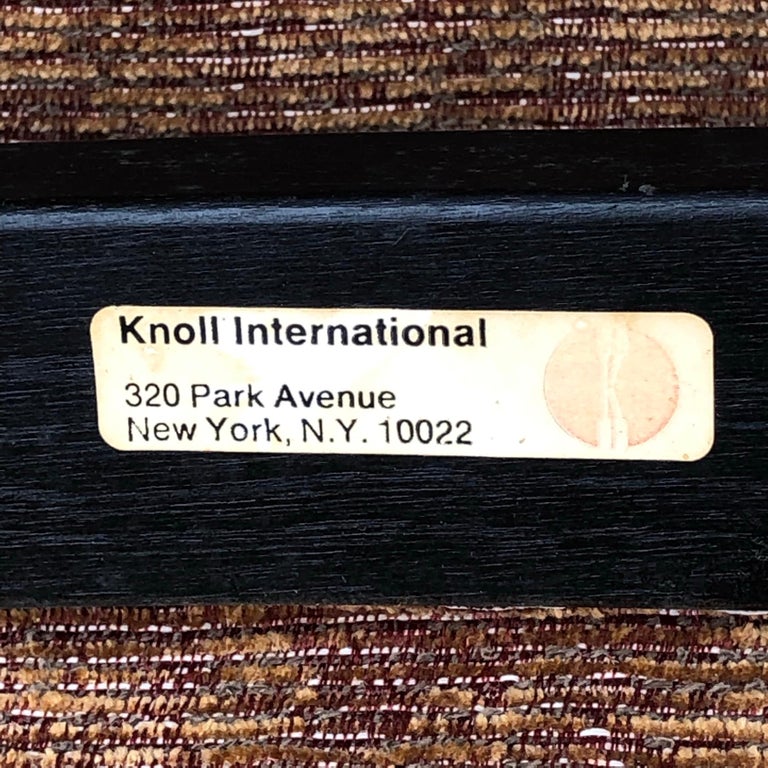 Knoll International
320 Park Avenue
New York, N.Y. 10022